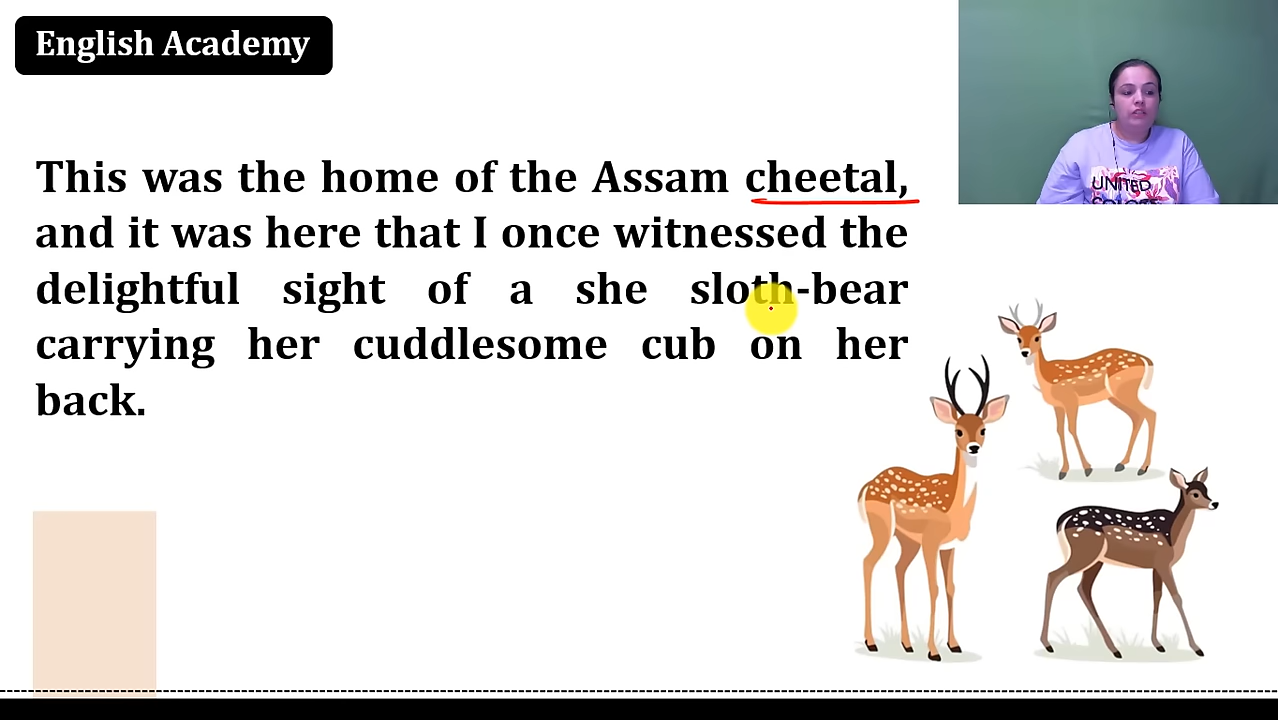 English Academy
This was the home of the Assam cheetal,
and it was here that I once witnessed the
delightful sight of a she sloth-bear
carrying her cuddlesome cub on her
back.
UNITED